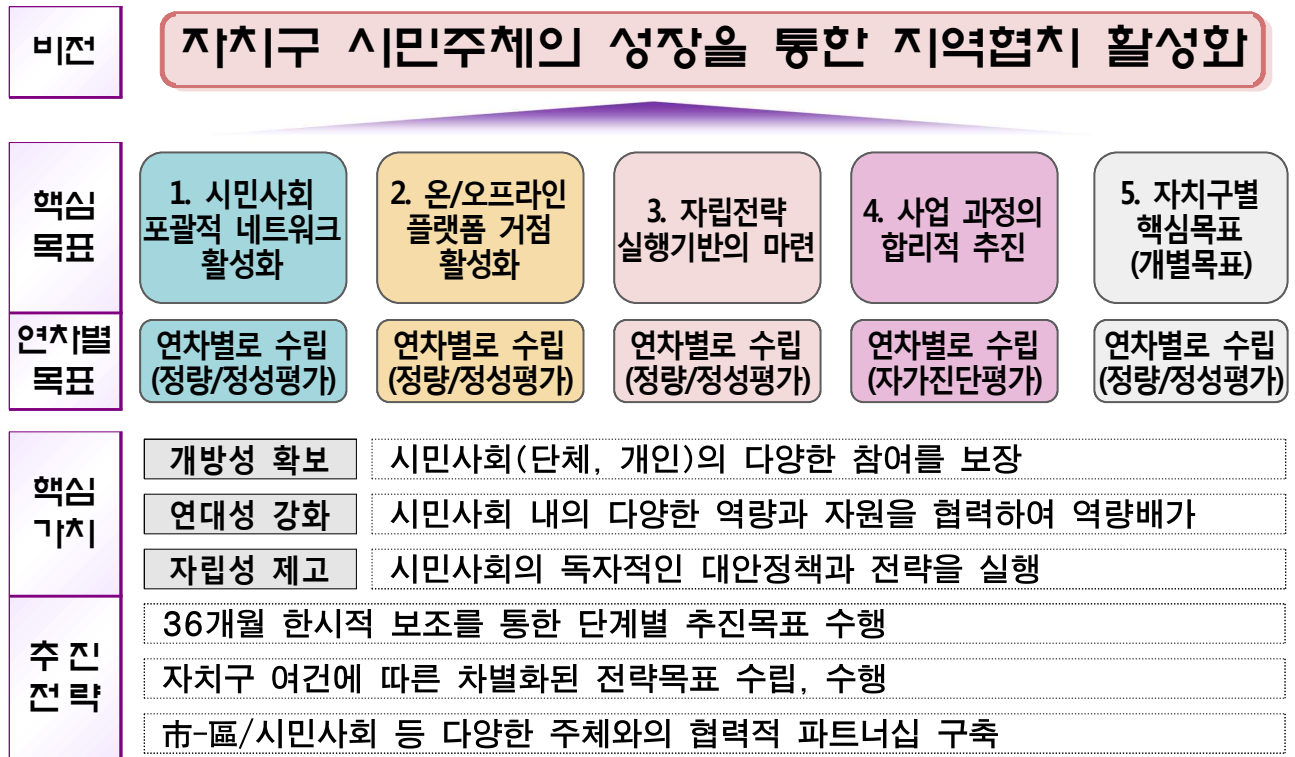 비전
자치구 시민주체의 성장을 통한 지역협치 활성화
핵심
목표
1. 시민사회
포괄적 네트워크
활성화
2. 온/오프라인
플랫폼 거점
활성화
3. 자립전략
실행기반의 마련
4. 사업 과정의
합리적 추진
5. 자치구별
핵심목표
(개별목표)
연차별
목표
연차별로 수립
(정량/정성평가)
연차별로 수립
(정량/정성평가)
연차별로 수립
(정량/정성평가)
연차별로 수립
(자가진단평가)
연차별로 수립
(정량/정성평가)
핵심
가치
개방성 확보
시민사회(단체, 개인)의 다양한 참여를 보장
연대성 강화
시민사회 내의 다양한 역량과 자원을 협력하여 역량배가
자립성 제고
시민사회의 독자적인 대안정책과 전략을 실행
추진
전략
36개월 한시적 보조를 통한 단계별 추진목표 수행
자치구 여건에 따른 차별화된 전략목표 수립, 수행
市-區/시민사회 등 다양한 주체와의 협력적 파트너십 구축